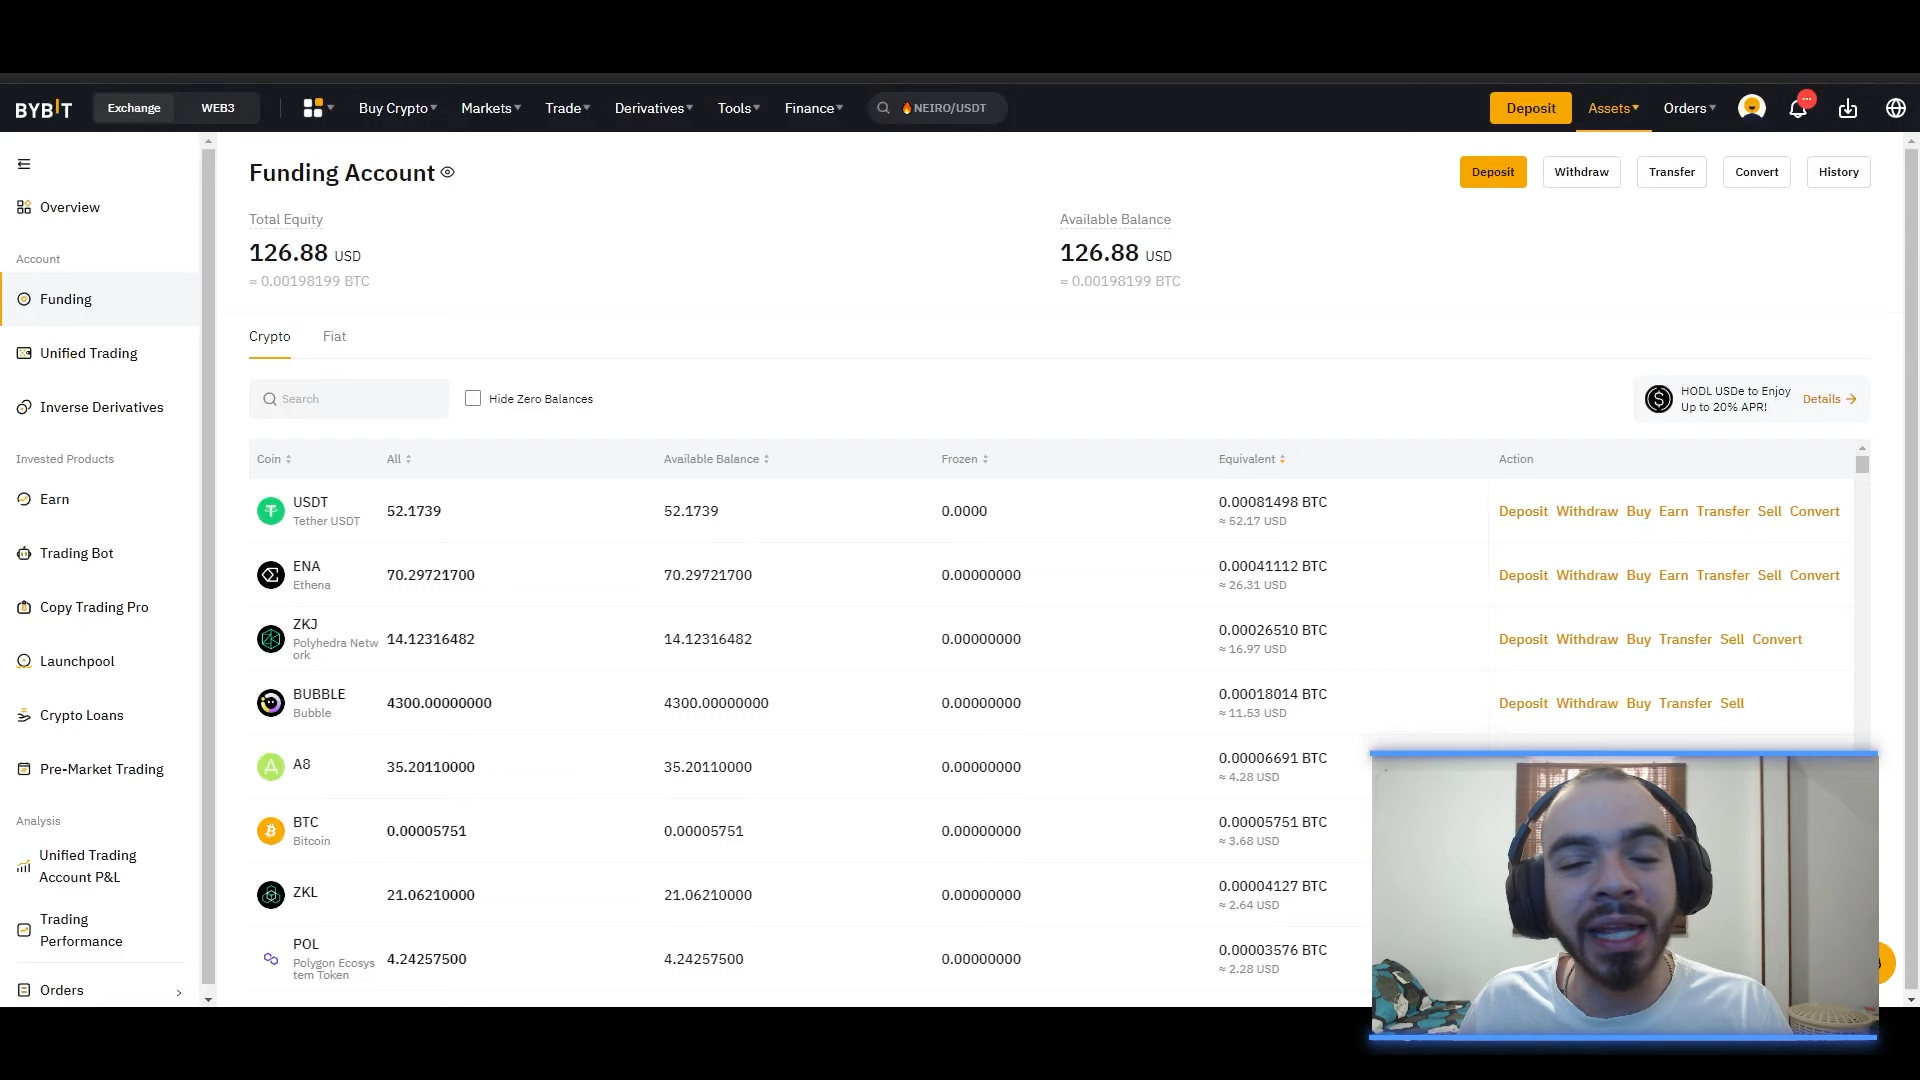 BYBIT
Exchange
WEB3
Buy Crypto
Markets
Trade
Derivatives
Tools
Finance
NEIRO/USDT
Deposit
Assets
Orders
Overview
Account
Funding
Unified Trading
Inverse Derivatives
Invested Products
Earn
Trading Bot
Copy Trading Pro
Launchpool
Crypto Loans
Pre-Market Trading
Analysis
Unified Trading
Account P&L
Trading
Performance
Orders
Funding Account
Deposit
Withdraw
Transfer
Convert
History
Total Equity
126.88 USD
≈ 0.00198199 BTC
Available Balance
126.88 USD
≈ 0.00198199 BTC
Crypto
Fiat
Search
Hide Zero Balances
HODL USDe to Enjoy
Up to 20% APR!
Details
Coin
All
Available Balance
Frozen
Equivalent
Action
USDT
Tether USDT
52.1739
52.1739
0.0000
0.00081498 BTC
≈ 52.17 USD
Deposit Withdraw Buy Earn Transfer Sell Convert
ENA
Ethena
70.29721700
70.29721700
0.00000000
0.00041112 BTC
≈ 26.31 USD
Deposit Withdraw Buy Earn Transfer Sell Convert
ZKJ
Polyhedra Netw
ork
14.12316482
14.12316482
0.00000000
0.00026510 BTC
≈ 16.97 USD
Deposit Withdraw Buy Transfer Sell Convert
BUBBLE
Bubble
4300.00000000
4300.00000000
0.00000000
0.00018014 BTC
≈ 11.53 USD
Deposit Withdraw Buy Transfer Sell
A8
35.20110000
35.20110000
0.00000000
0.00006691 BTC
≈ 4.28 USD
BTC
Bitcoin
0.00005751
0.00005751
0.00000000
0.00005751 BTC
≈ 3.68 USD
ZKL
21.06210000
21.06210000
0.00000000
0.00004127 BTC
≈ 2.64 USD
POL
Polygon Ecosys
tem Token
4.24257500
4.24257500
0.00000000
0.00003576 BTC
≈ 2.28 USD